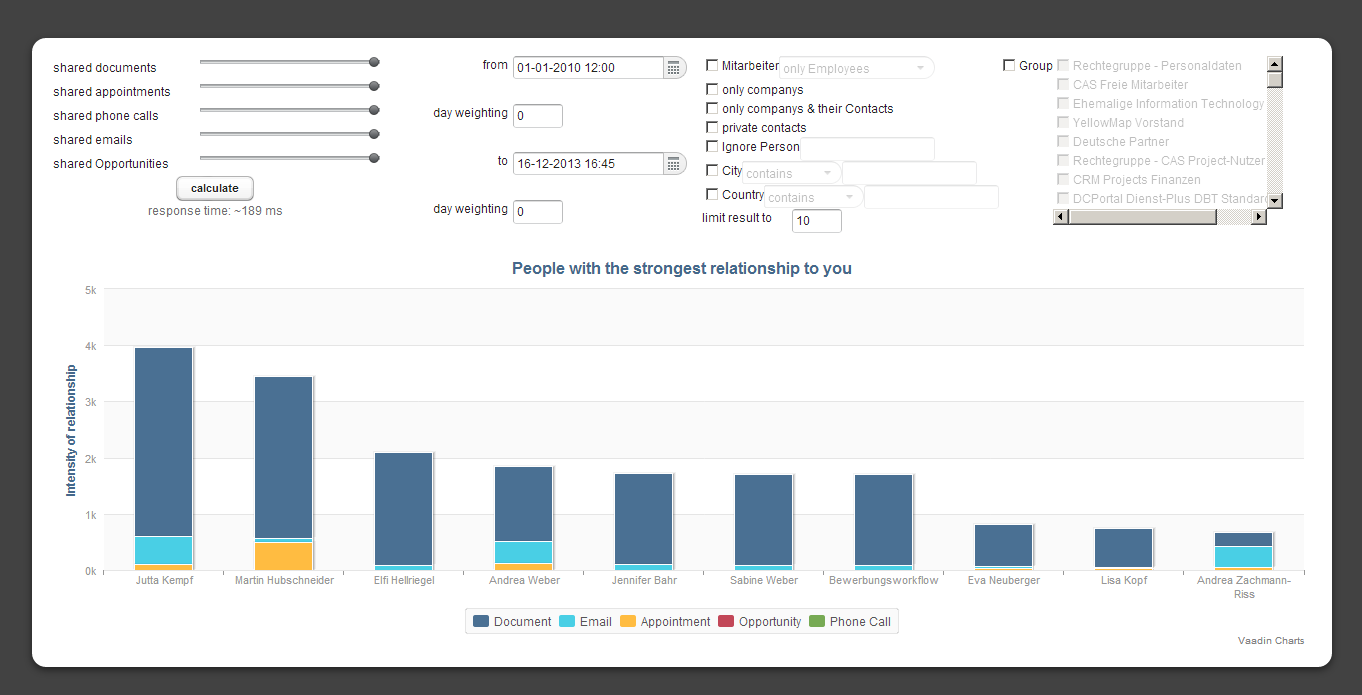 shared documents
shared appointments
shared phone calls
shared emails
shared Opportunities
calculate
response time: ~189 ms
from 01-01-2010 12:00
day weighting 0
to 16-12-2013 16:45
day weighting 0
Mitarbeiter only Employees
only companys
only companys & their Contacts
private contacts
Ignore Person
City contains
Country contains
limit result to 10
Group
Rechtegruppe - Personaldaten
CAS Freie Mitarbeiter
Ehemalige Information Technology
YellowMap Vorstand
Deutsche Partner
Rechtegruppe - CAS Project-Nutzer
CRM Projects Finanzen
DCPortal Dienst-Plus DBT Standard
People with the strongest relationship to you
Intensity of relationship
5k
4k
3k
2k
1k
0k
Jutta Kempf
Martin Hubschneider
Elfi Hellriegel
Andrea Weber
Jennifer Bahr
Sabine Weber
Bewerbungsworkflow
Eva Neuberger
Lisa Kopf
Andrea Zachmann-
Riss
Document Email Appointment Opportunity Phone Call
Vaadin Charts